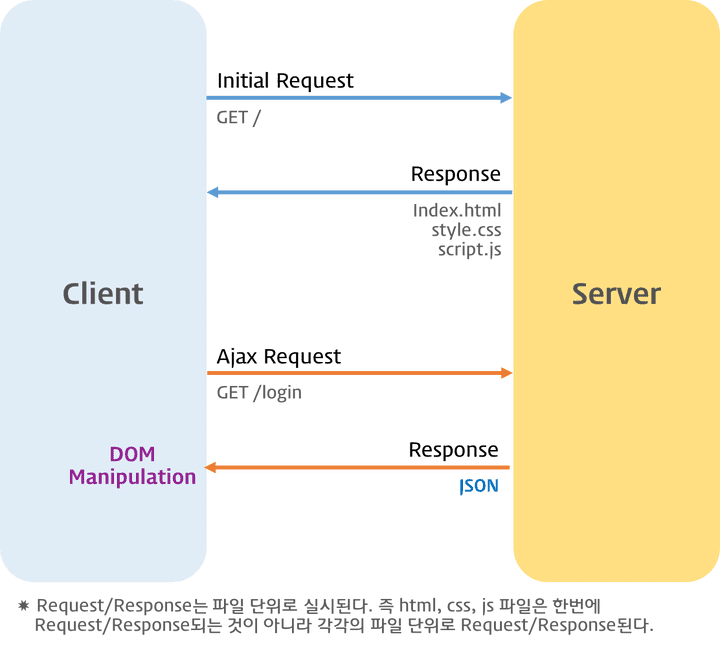 Initial Request
GET /
Response
Index.html
style.css
script.js
Client
Server
Ajax Request
GET /login
Response
DOM
Manipulation
JSON
✷ Request/Response는 파일 단위로 실시된다. 즉 html, css, js 파일은 한번에
Request/Response되는 것이 아니라 각각의 파일 단위로 Request/Response된다.